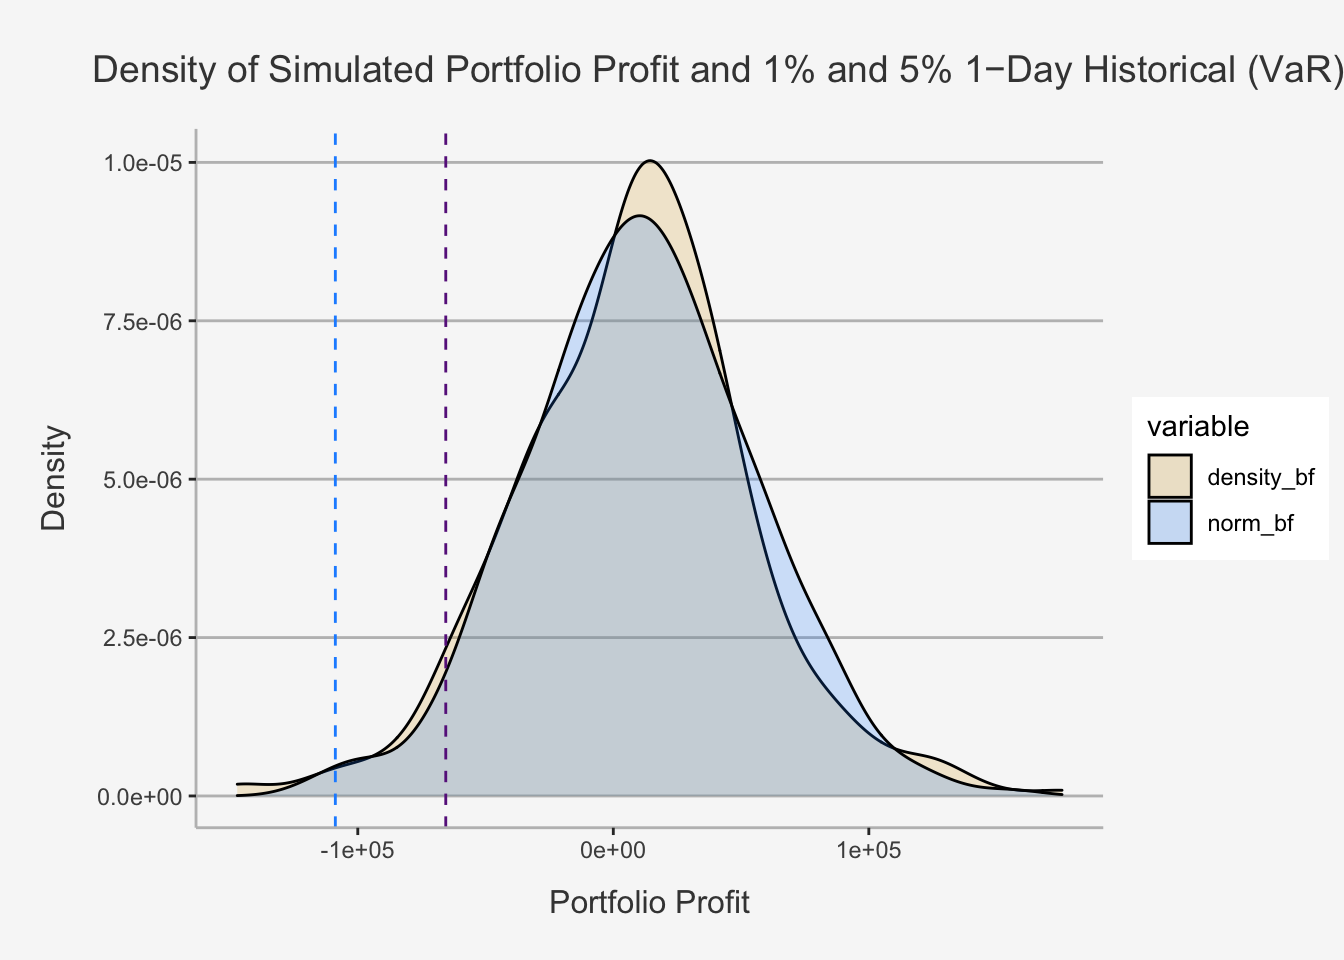 Density of Simulated Portfolio Profit and 1% and 5% 1−Day Historical (VaR)
1.0e-05
7.5e-06
5.0e-06
2.5e-06
0.0e+00
Density
-1e+05
0e+00
1e+05
Portfolio Profit
variable
density_bf
norm_bf